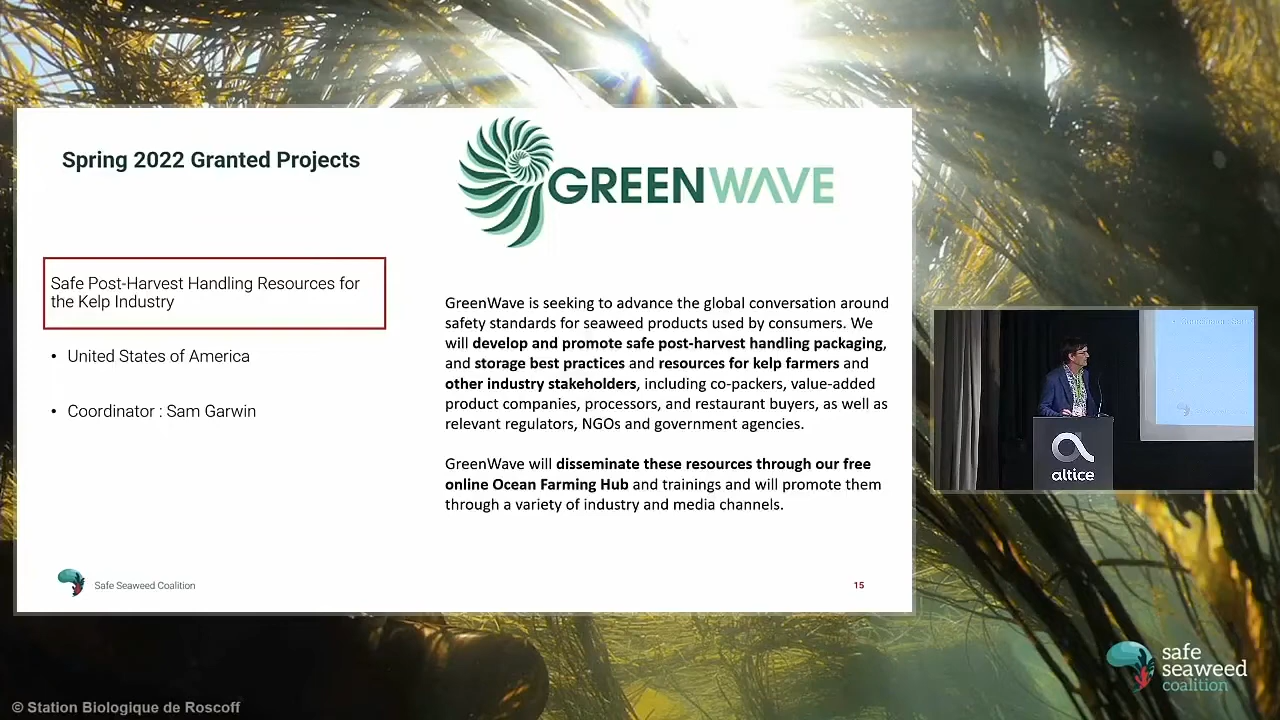 Spring 2022 Granted Projects
GREENWAVE
Safe Post-Harvest Handling Resources for
the Kelp Industry
• United States of America
• Coordinator : Sam Garwin
GreenWave is seeking to advance the global conversation around
safety standards for seaweed products used by consumers. We
will develop and promote safe post-harvest handling packaging,
and storage best practices and resources for kelp farmers and
other industry stakeholders, including co-packers, value-added
product companies, processors, and restaurant buyers, as well as
relevant regulators, NGOs and government agencies.
GreenWave will disseminate these resources through our free
online Ocean Farming Hub and trainings and will promote them
through a variety of industry and media channels.
Safe Seaweed Coalition
15
altice
safe
seaweed
coalition
© Station Biologique de Roscoff